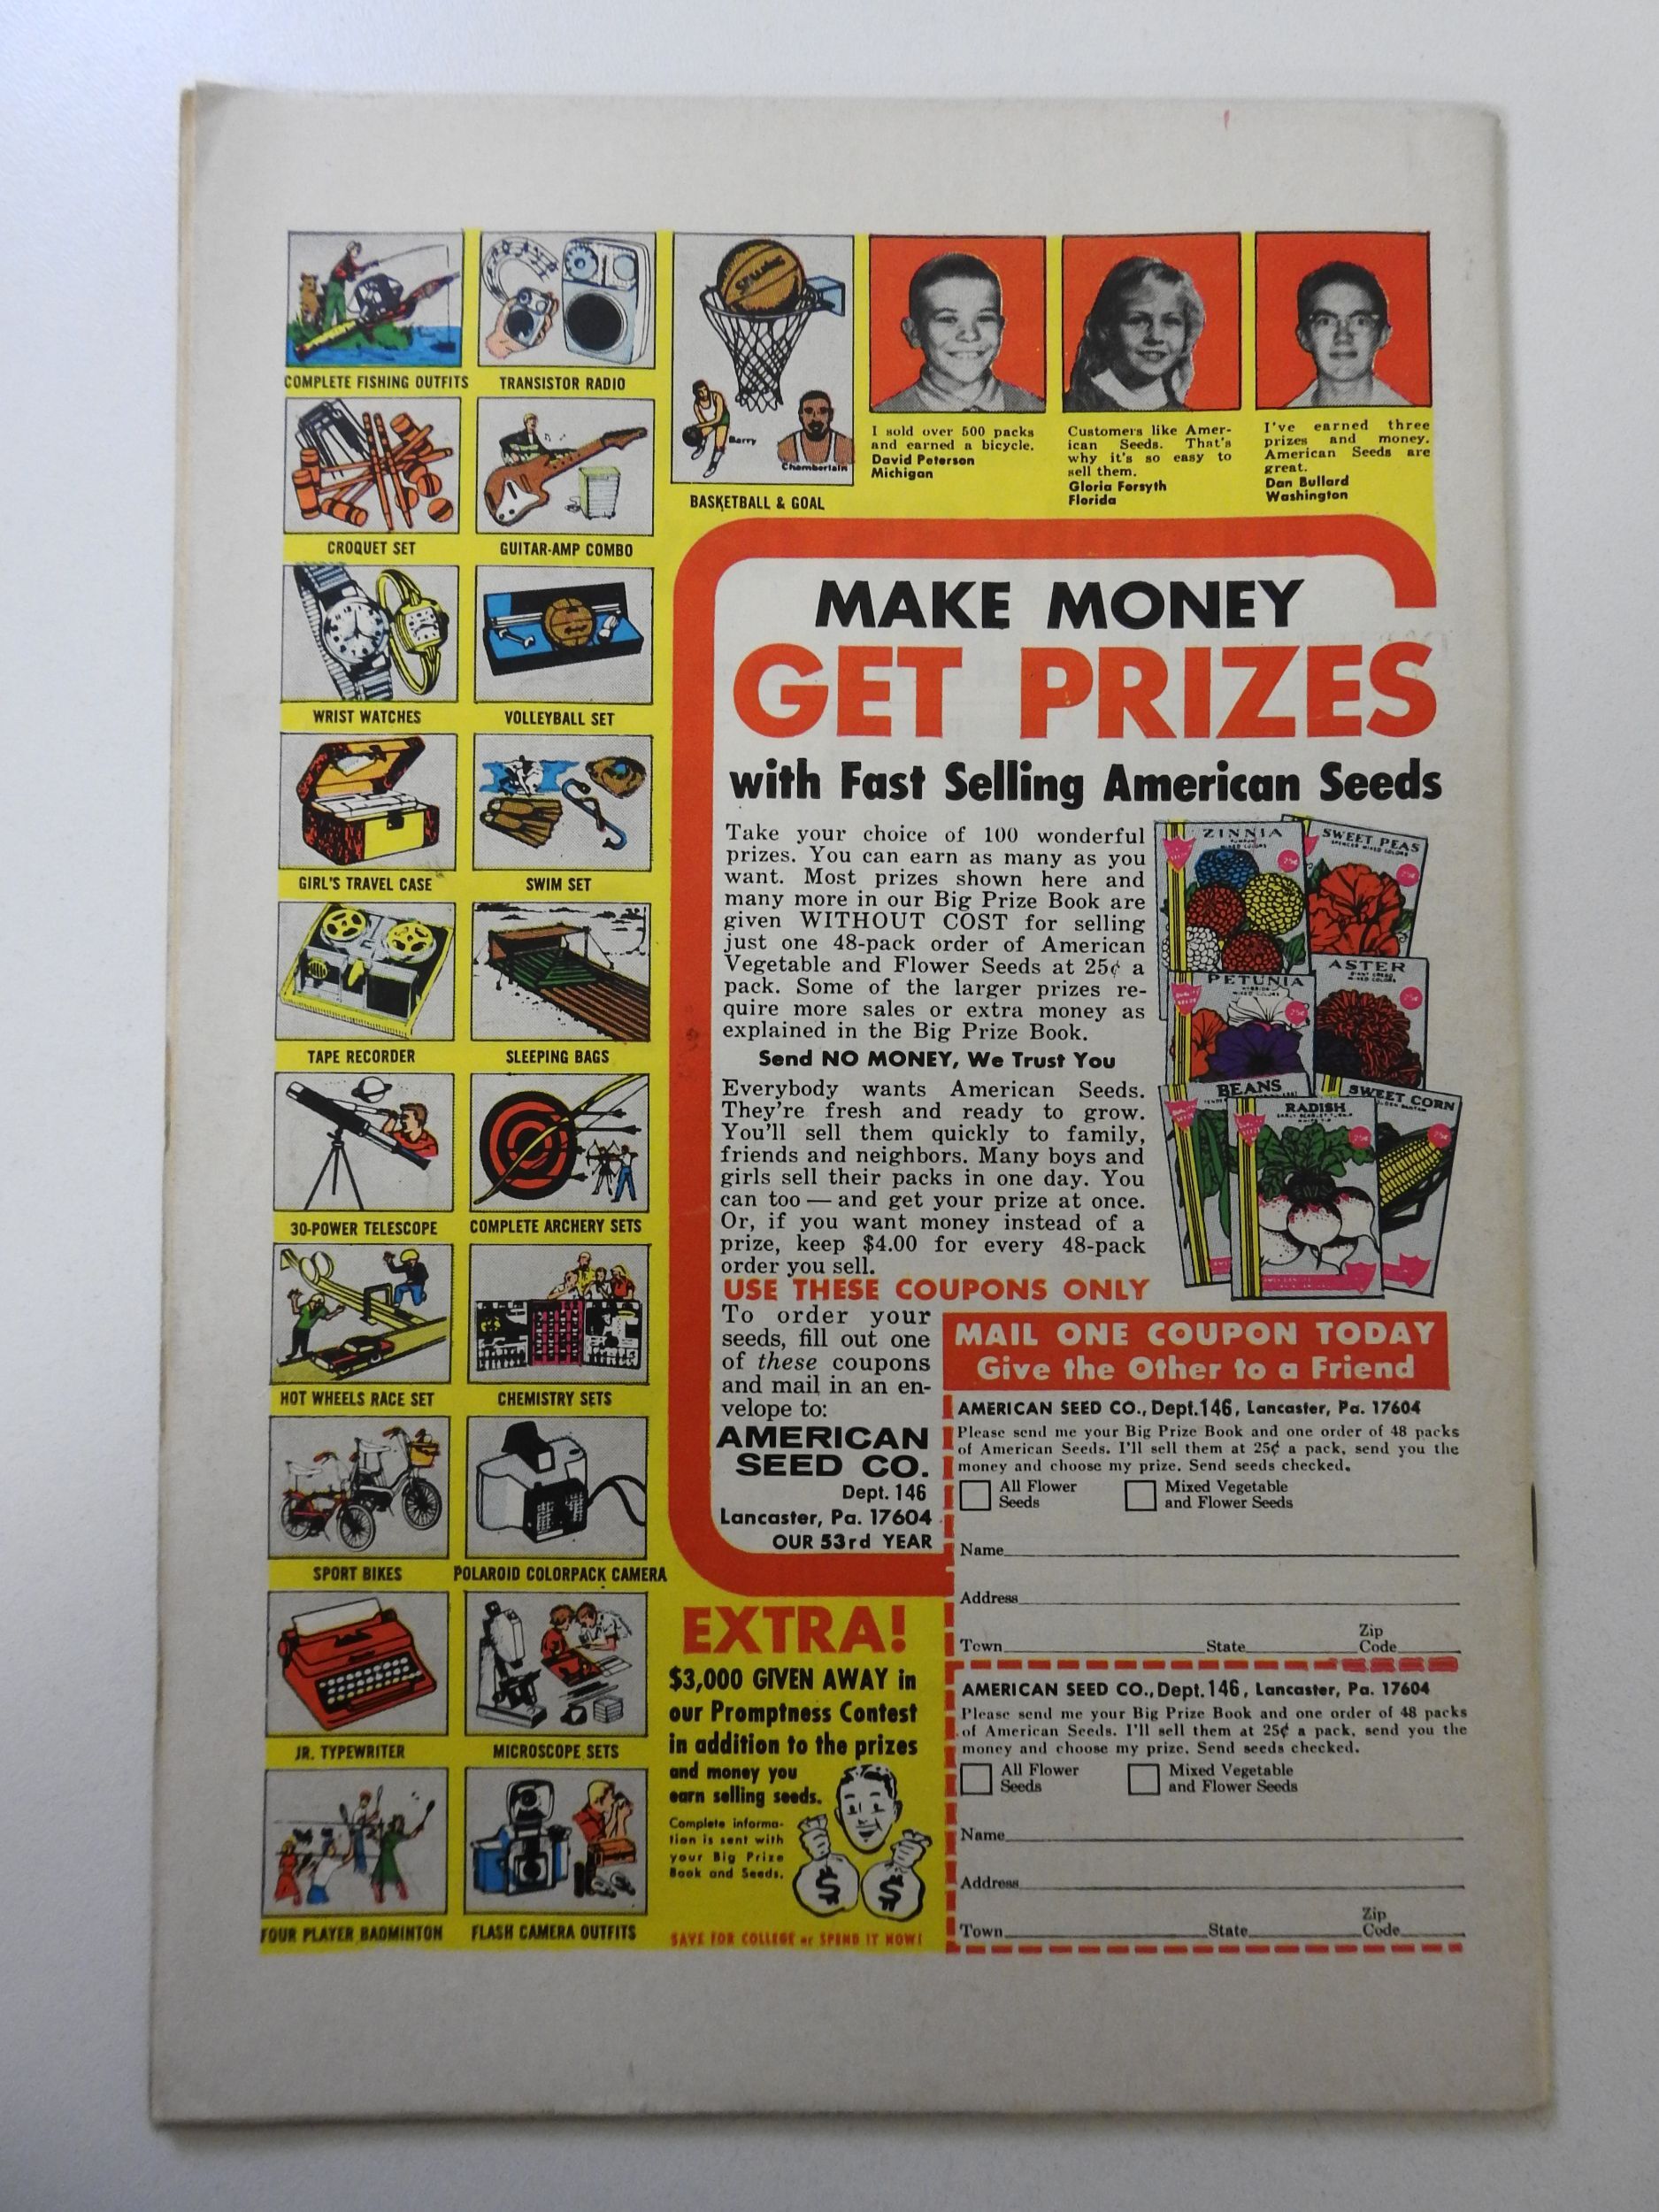 COMPLETE FISHING OUTFITS
TRANSISTOR RADIO
CROQUET SET
GUITAR-AMP COMBO
WRIST WATCHES
VOLLEYBALL SET
GIRL'S TRAVEL CASE
SWIM SET
TAPE RECORDER
SLEEPING BAGS
30-POWER TELESCOPE
COMPLETE ARCHERY SETS
HOT WHEELS RACE SET
CHEMISTRY SETS
SPORT BIKES
POLAROID COLORPACK CAMERA
JR. TYPEWRITER
MICROSCOPE SETS
FOUR PLAYER BADMINTON
FLASH CAMERA OUTFITS
SPALDING
Barry
Chamberlain
BASKETBALL & GOAL
I sold over 500 packs
and earned a bicycle.
David Peterson
Michigan
Customers like Amer-
ican Seeds. That's
why it's so easy to
sell them.
Gloria Forsyth
Florida
I've earned three
prizes and money.
American Seeds are
great.
Dan Bullard
Washington
MAKE MONEY
GET PRIZES
with Fast Selling American Seeds
Take your choice of 100 wonderful
prizes. You can earn as many as you
want. Most prizes shown here and
many more in our Big Prize Book are
given WITHOUT COST for selling
just one 48-pack order of American
Vegetable and Flower Seeds at 25¢ a
pack. Some of the larger prizes re-
quire more sales or extra money as
explained in the Big Prize Book.
Send NO MONEY, We Trust You
Everybody wants American Seeds.
They're fresh and ready to grow.
You'll sell them quickly to family,
friends and neighbors. Many boys and
girls sell their packs in one day. You
can too — and get your prize at once.
Or, if you want money instead of a
prize, keep $4.00 for every 48-pack
order you sell.
ZINNIA
MIXED COLORS
25¢
SWEET PEAS
SPENCER MIXED COLORS
25¢
PETUNIA
MIXED COLORS
25¢
ASTER
MIXED COLORS
25¢
BEANS
RADISH
25¢
SWEET CORN
25¢
USE THESE COUPONS ONLY
To order your
seeds, fill out one
of these coupons
and mail in an en-
velope to:
AMERICAN
SEED CO.
Dept. 146
Lancaster, Pa. 17604
OUR 53rd YEAR
MAIL ONE COUPON TODAY
Give the Other to a Friend
AMERICAN SEED CO., Dept. 146, Lancaster, Pa. 17604
Please send me your Big Prize Book and one order of 48 packs
of American Seeds. I'll sell them at 25¢ a pack, send you the
money and choose my prize. Send seeds checked.
All Flower
Seeds
Mixed Vegetable
and Flower Seeds
Name
Address
Town State Zip Code
AMERICAN SEED CO., Dept. 146, Lancaster, Pa. 17604
Please send me your Big Prize Book and one order of 48 packs
of American Seeds. I'll sell them at 25¢ a pack, send you the
money and choose my prize. Send seeds checked.
All Flower
Seeds
Mixed Vegetable
and Flower Seeds
Name
Address
Town State Zip Code
EXTRA!
$3,000 GIVEN AWAY in
our Promptness Contest
in addition to the prizes
and money you
earn selling seeds.
Complete informa-
tion is sent with
your Big Prize
Book and Seeds.
$ $
SAVE FOR COLLEGE or SPEND IT NOW!